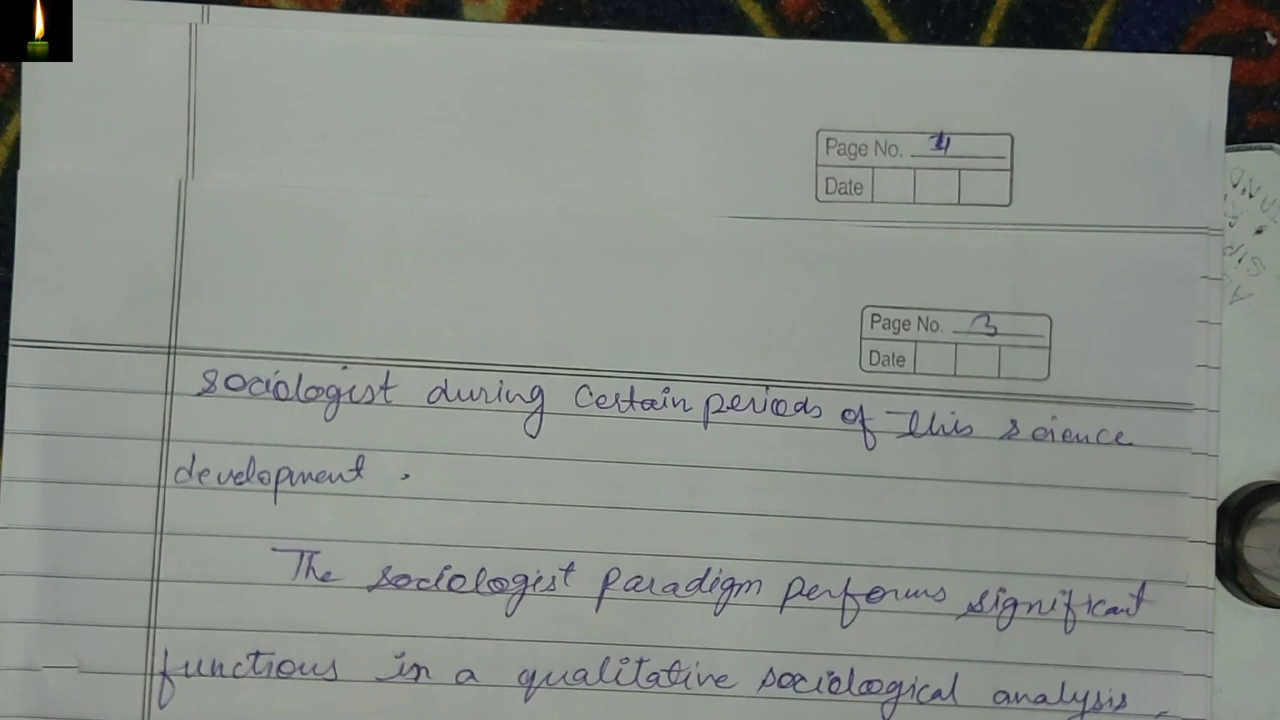 Page No. 4
Date
Page No. 3
Date
sociologist during certain periods of this science
development .
The sociologist paradigm performs significant
functions in a qualitative sociological analysis.